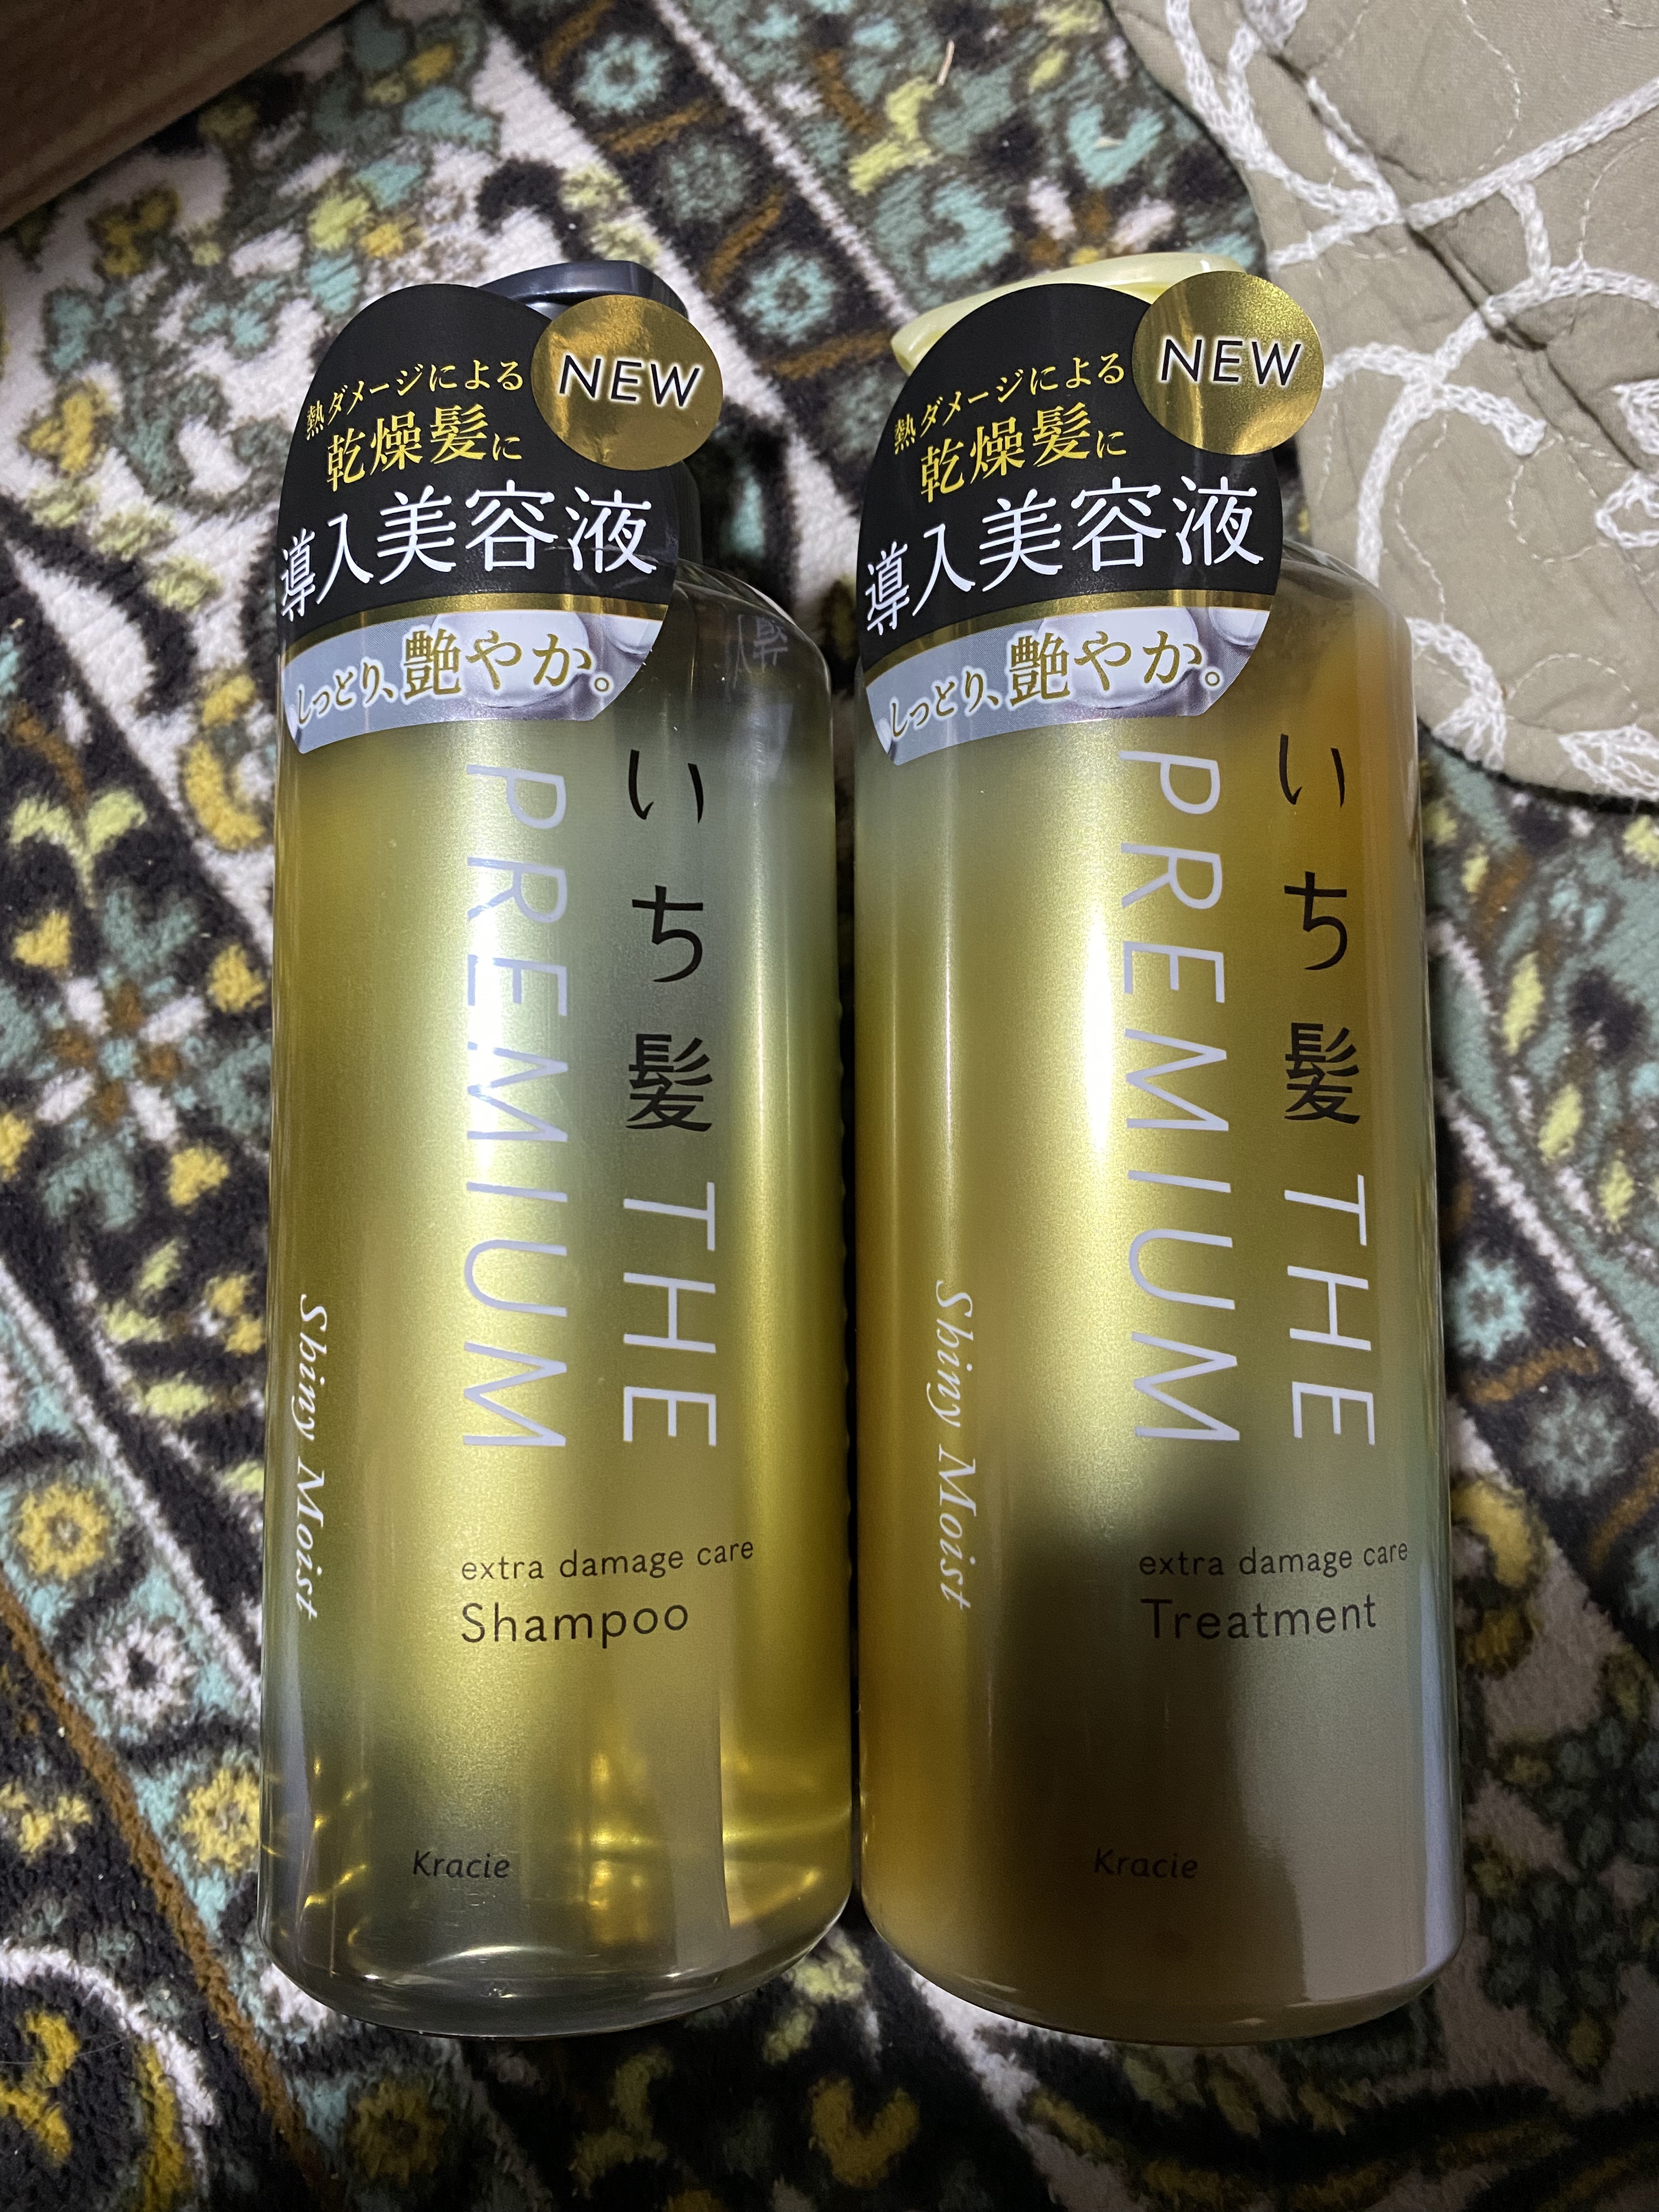 熱ダメージによる
乾燥髪に
導入美容液
しっとり、艶やか。
NEW
いち髪 THE
PREMIUM
Shiny Moist
extra damage care
Shampoo
Kracie
熱ダメージによる
乾燥髪に
導入美容液
しっとり、艶やか。
NEW
いち髪 THE
PREMIUM
Shiny Moist
extra damage care
Treatment
Kracie